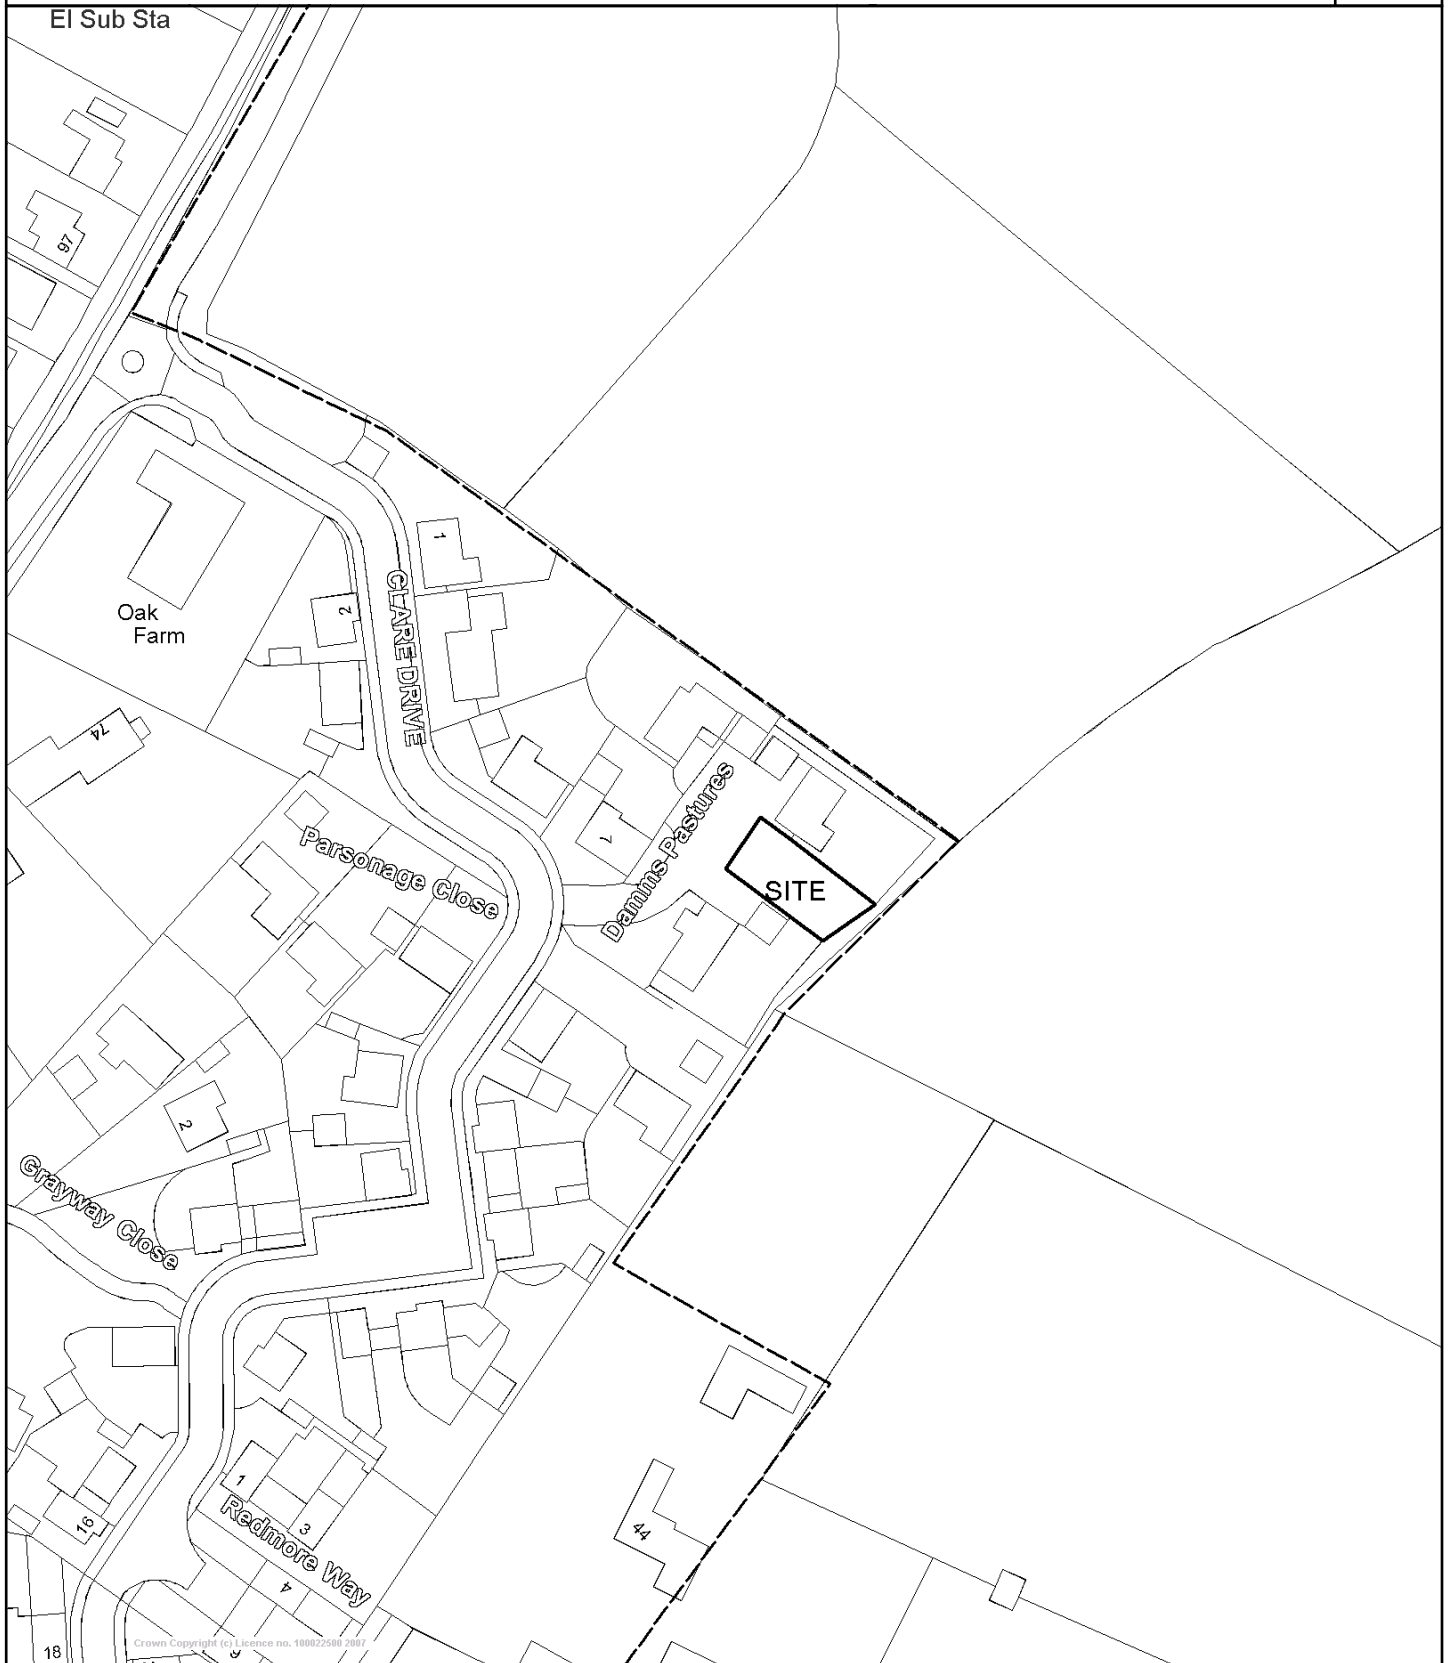 El Sub Sta
97
1
2
CLARE DRIVE
Oak
Farm
74
Damms Pastures
1
Parsonage Close
SITE
2
Grayway Close
1
3
Redmore Way
44
16
4
18
Crown Copyright (c) Licence no. 100022500 2007